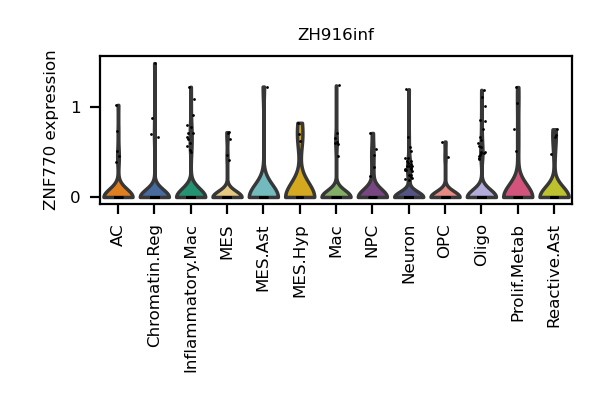 ZH916inf
ZNF770 expression
1
0
AC
Chromatin.Reg
Inflammatory.Mac
MES
MES.Ast
MES.Hyp
Mac
NPC
Neuron
OPC
Oligo
Prolif.Metab
Reactive.Ast